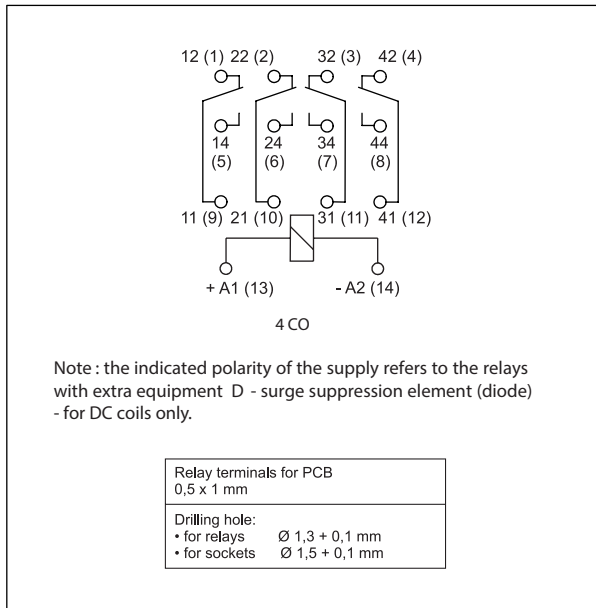 12 (1) 22 (2) 32 (3) 42 (4)
14 24 34 44
(5) (6) (7) (8)
11 (9) 21 (10) 31 (11) 41 (12)
+ A1 (13) - A2 (14)
4 CO
Note : the indicated polarity of the supply refers to the relays
with extra equipment D - surge suppression element (diode)
- for DC coils only.
Relay terminals for PCB
0,5 x 1 mm
Drilling hole:
• for relays Ø 1,3 + 0,1 mm
• for sockets Ø 1,5 + 0,1 mm